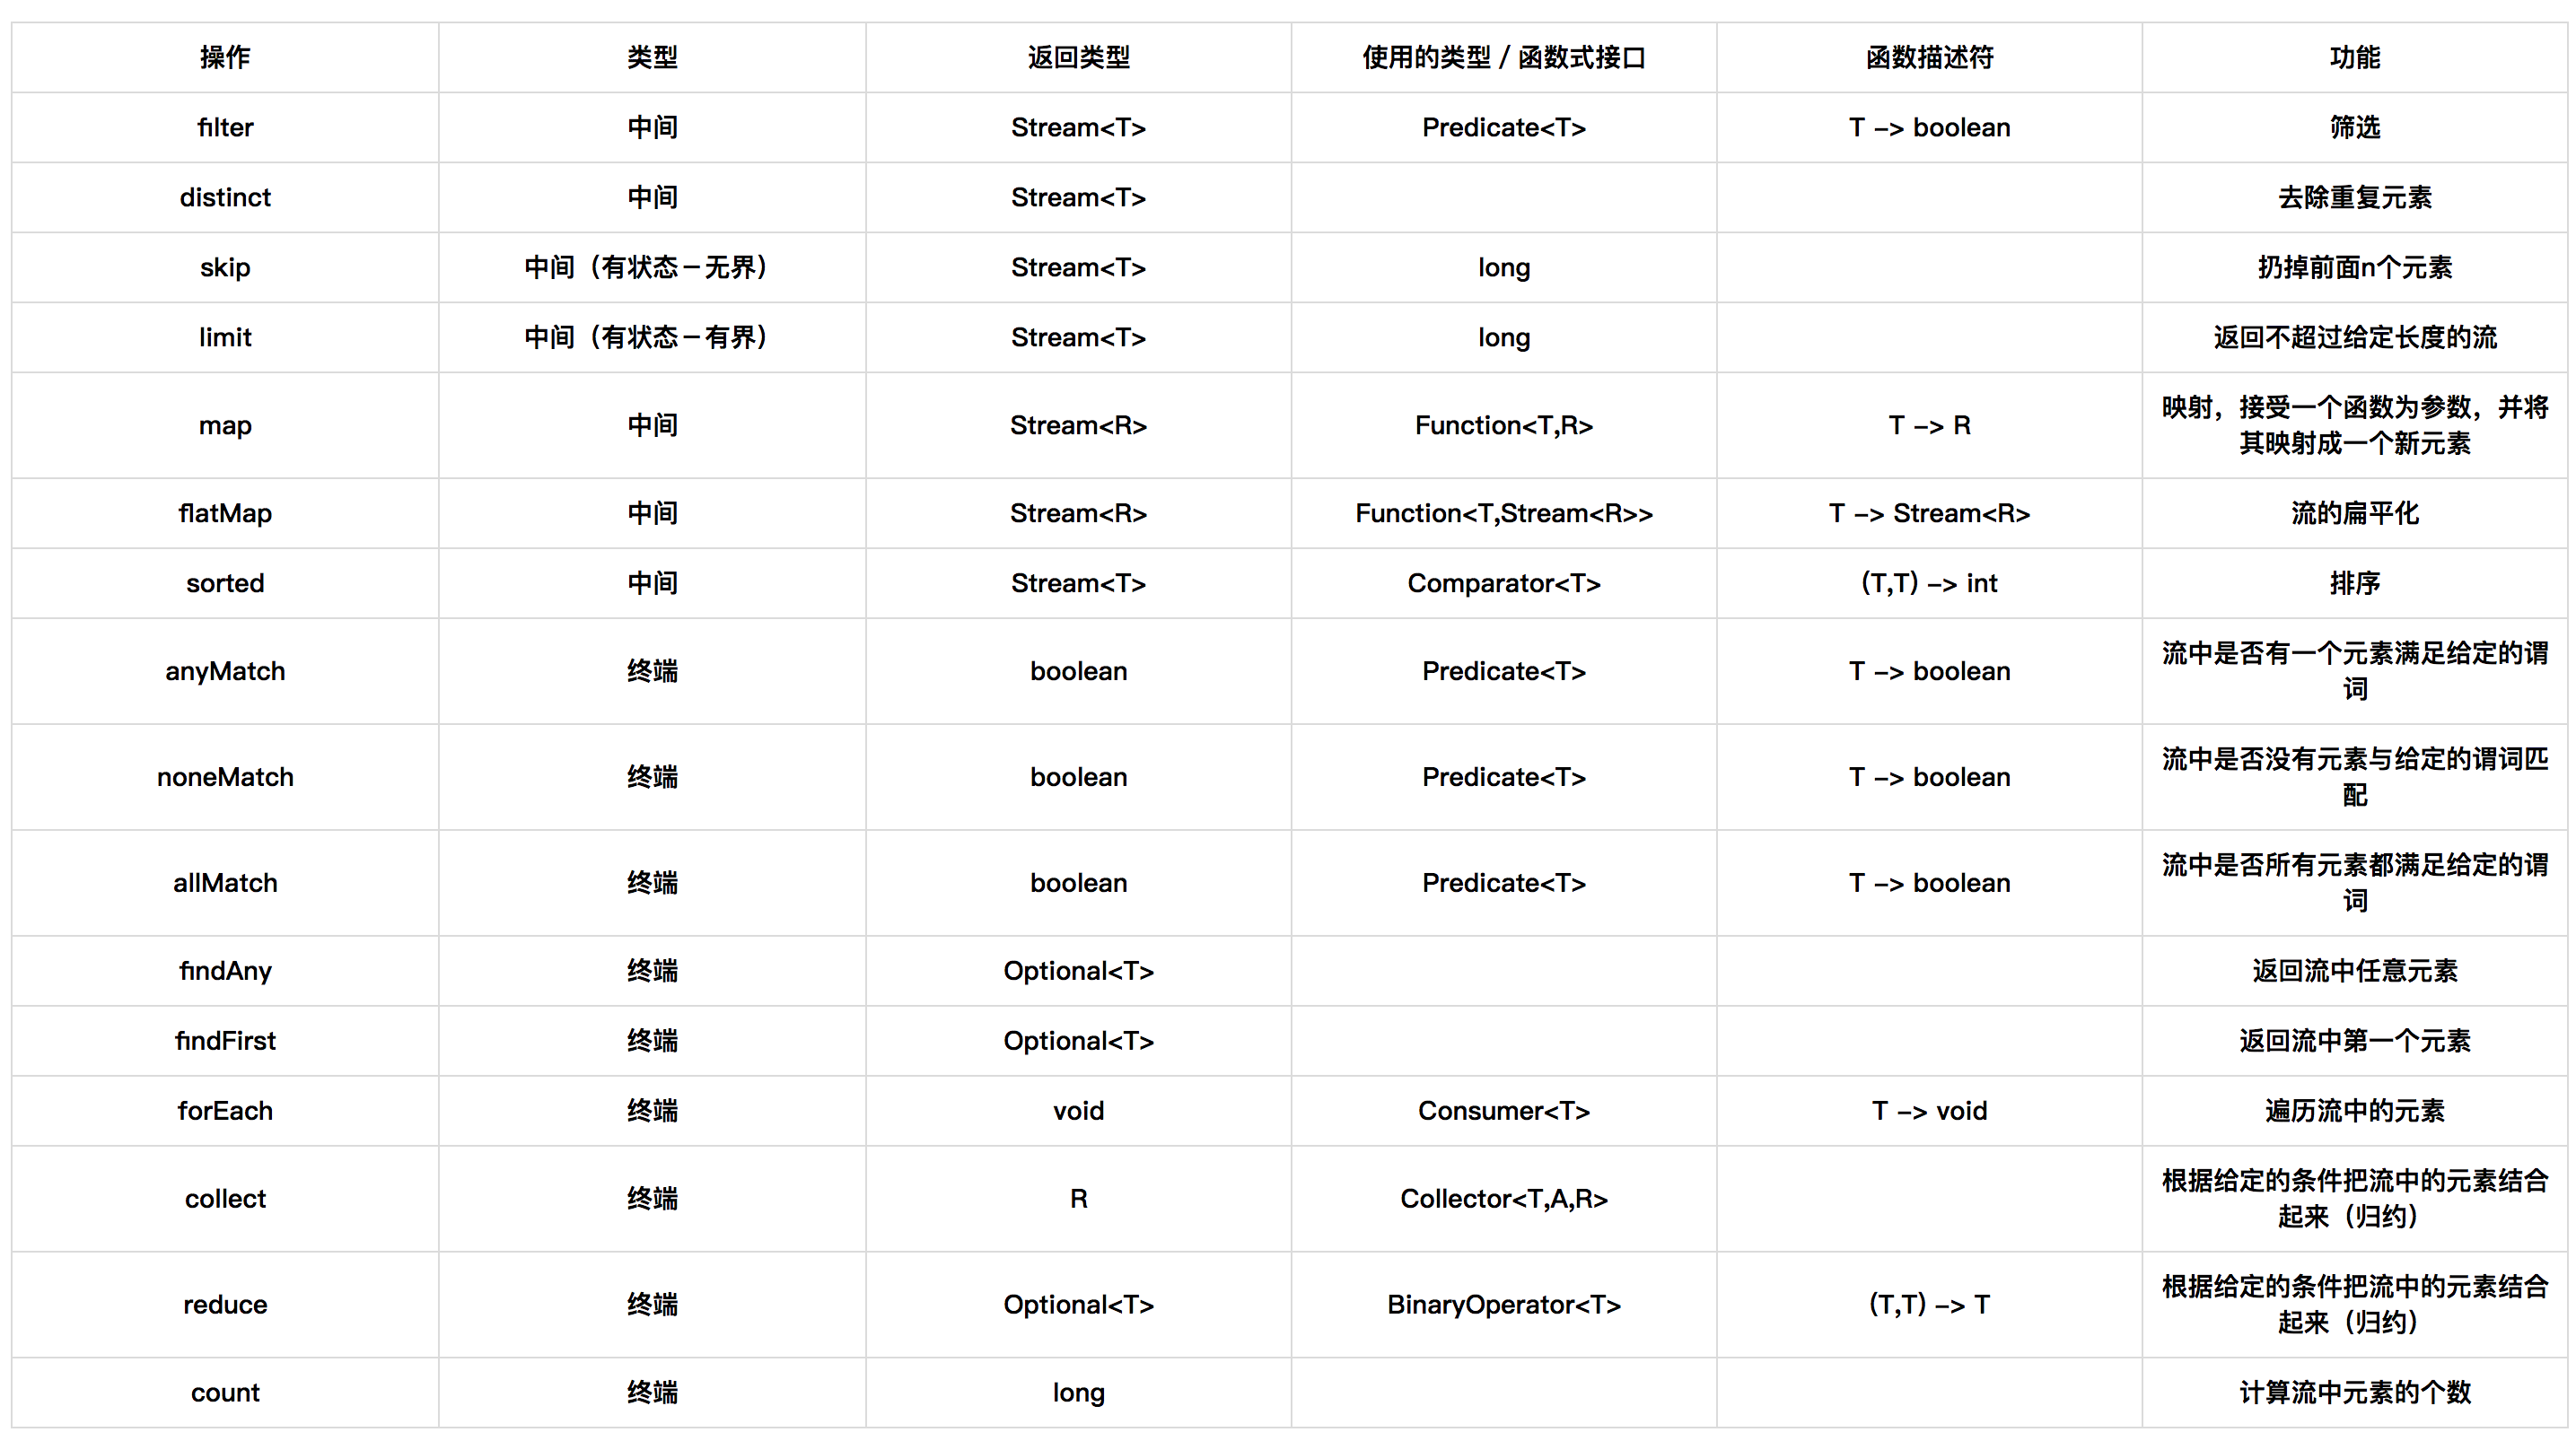 操作 类型 返回类型 使用的类型 / 函数式接口 函数描述符 功能
filter 中间 Stream<T> Predicate<T> T -> boolean 筛选
distinct 中间 Stream<T> 去除重复元素
skip 中间（有状态－无界） Stream<T> long 扔掉前面n个元素
limit 中间（有状态－有界） Stream<T> long 返回不超过给定长度的流
map 中间 Stream<R> Function<T,R> T -> R 映射，接受一个函数为参数，并将
其映射成一个新元素
flatMap 中间 Stream<R> Function<T,Stream<R>> T -> Stream<R> 流的扁平化
sorted 中间 Stream<T> Comparator<T> (T,T) -> int 排序
anyMatch 终端 boolean Predicate<T> T -> boolean 流中是否有一个元素满足给定的谓
词
noneMatch 终端 boolean Predicate<T> T -> boolean 流中是否没有元素与给定的谓词匹
配
allMatch 终端 boolean Predicate<T> T -> boolean 流中是否所有元素都满足给定的谓
词
findAny 终端 Optional<T> 返回流中任意元素
findFirst 终端 Optional<T> 返回流中第一个元素
forEach 终端 void Consumer<T> T -> void 遍历流中的元素
collect 终端 R Collector<T,A,R> 根据给定的条件把流中的元素结合
起来（归约）
reduce 终端 Optional<T> BinaryOperator<T> (T,T) -> T 根据给定的条件把流中的元素结合
起来（归约）
count 终端 long 计算流中元素的个数